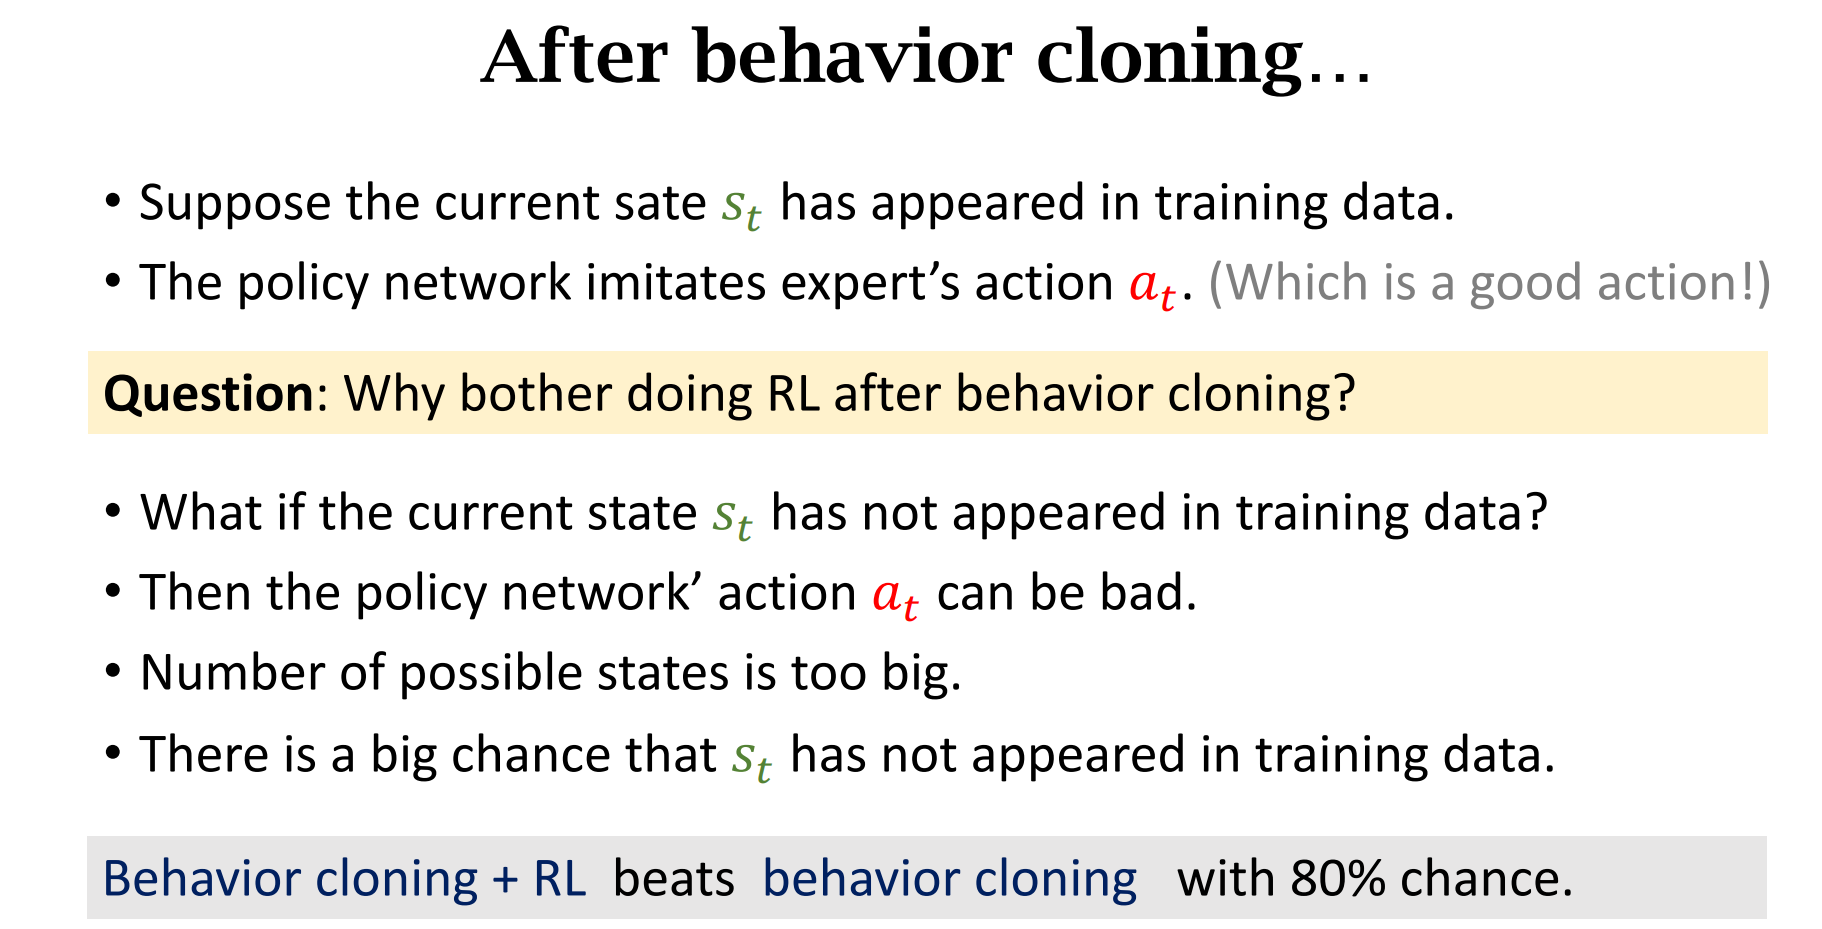 After behavior cloning…
• Suppose the current sate s_t has appeared in training data.
• The policy network imitates expert’s action a_t. (Which is a good action!)
Question: Why bother doing RL after behavior cloning?
• What if the current state s_t has not appeared in training data?
• Then the policy network’ action a_t can be bad.
• Number of possible states is too big.
• There is a big chance that s_t has not appeared in training data.
Behavior cloning + RL beats behavior cloning with 80% chance.